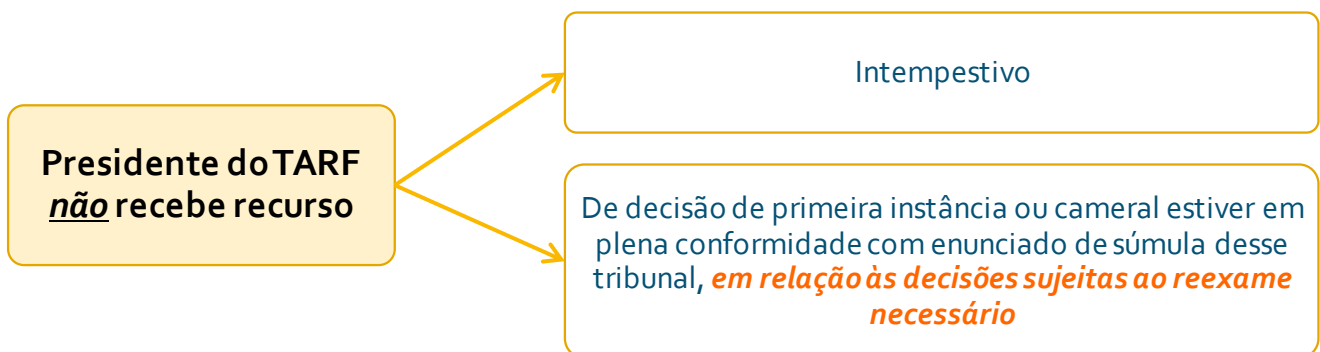 Presidente do TARF
não recebe recurso
Intempestivo
De decisão de primeira instância ou cameral estiver em
plena conformidade com enunciado de súmula desse
tribunal, em relação às decisões sujeitas ao reexame
necessário